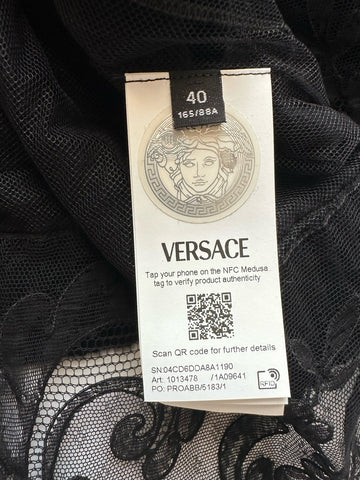 40
165/88A
VERSACE
Tap your phone on the NFC Medusa
tag to verify product authenticity
Scan QR code for further details
SN:04CD6DDA8A1190
Art: 1013478 /1A09641
PO: PROABB/5183/1
RFID